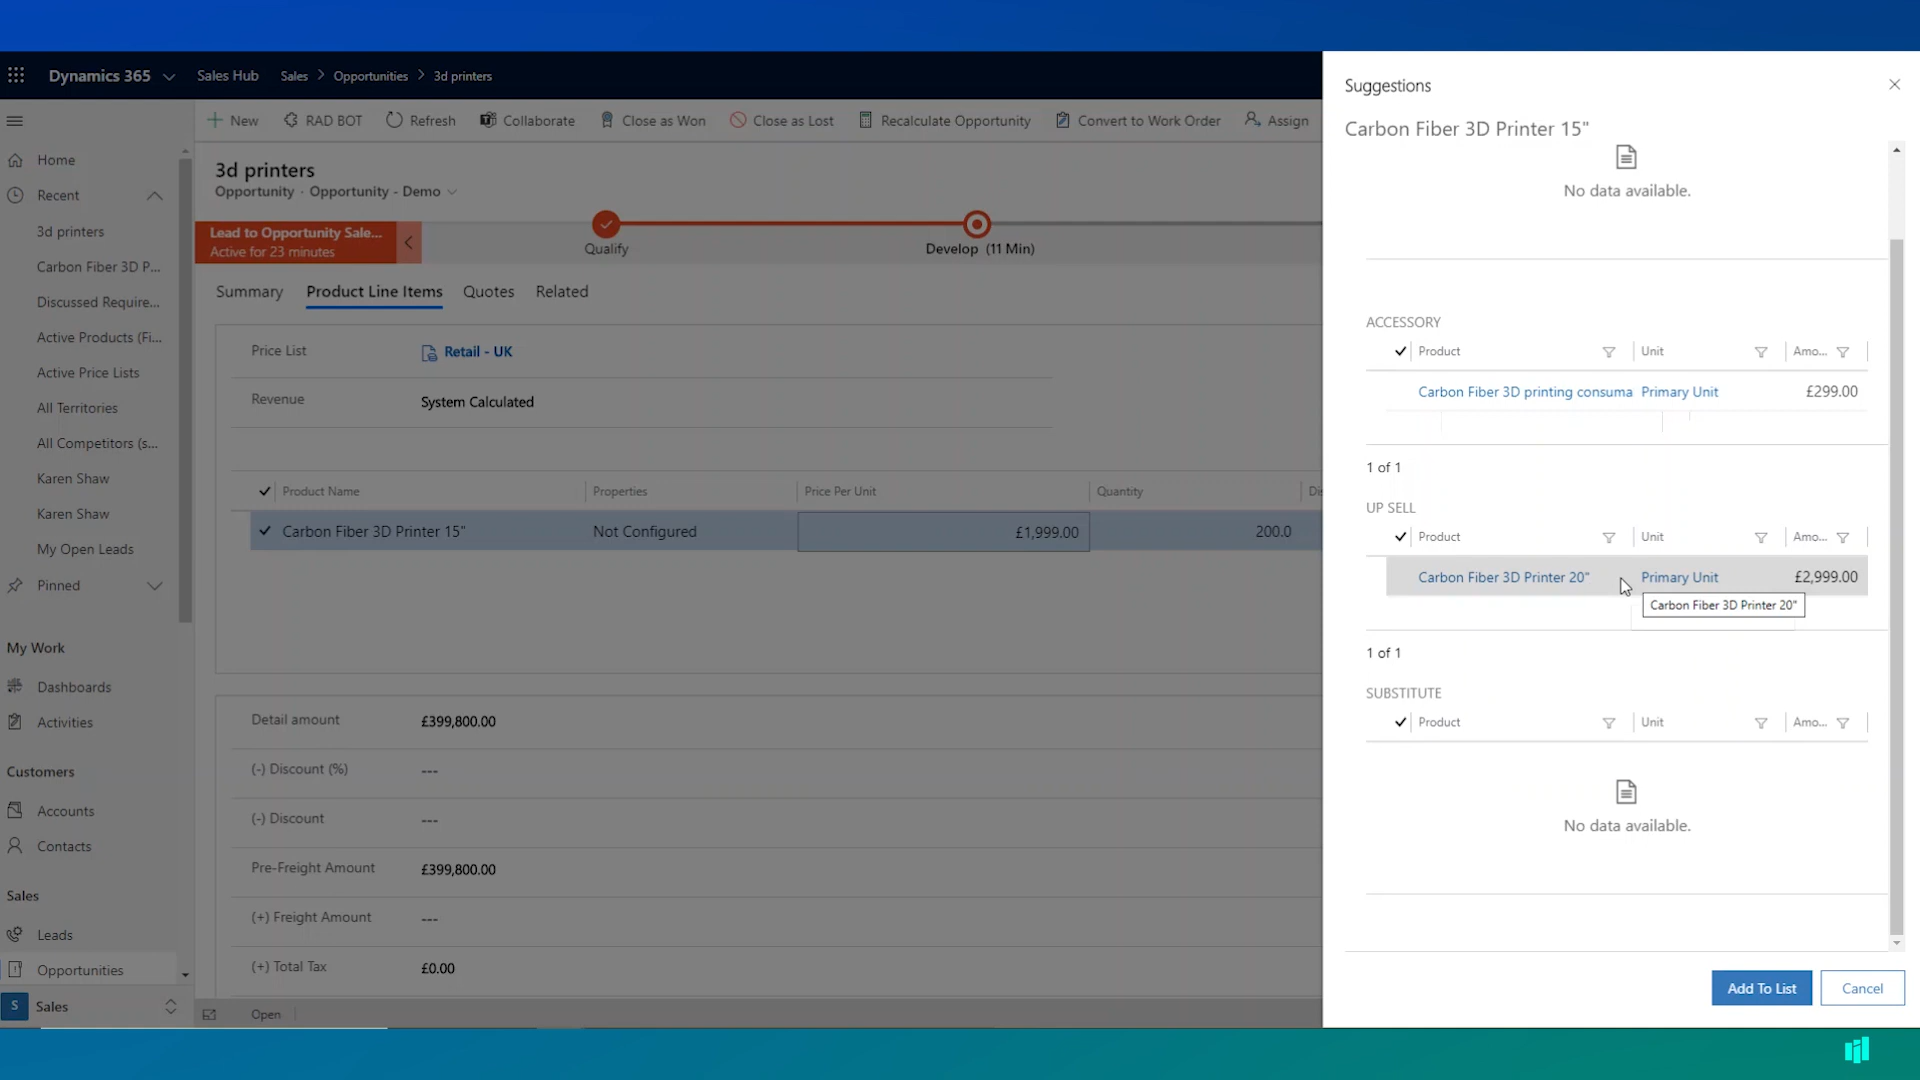 Dynamics 365
Sales Hub
Sales > Opportunities > 3d printers
New
RAD BOT
Refresh
Collaborate
Close as Won
Close as Lost
Recalculate Opportunity
Convert to Work Order
Assign
Home
Recent
3d printers
Carbon Fiber 3D P...
Discussed Require...
Active Products (Fi...
Active Price Lists
All Territories
All Competitors (s...
Karen Shaw
Karen Shaw
My Open Leads
Pinned
My Work
Dashboards
Activities
Customers
Accounts
Contacts
Sales
Leads
Opportunities
S Sales
3d printers
Opportunity · Opportunity - Demo
Lead to Opportunity Sale...
Active for 23 minutes
Qualify
Develop (11 Min)
Summary
Product Line Items
Quotes
Related
Price List Retail - UK
Revenue System Calculated
Product Name Properties Price Per Unit Quantity Di
Carbon Fiber 3D Printer 15" Not Configured £1,999.00 200.0
Detail amount £399,800.00
(-) Discount (%) ---
(-) Discount ---
Pre-Freight Amount £399,800.00
(+) Freight Amount ---
(+) Total Tax £0.00
Open
Suggestions
Carbon Fiber 3D Printer 15"
No data available.
ACCESSORY
Product Unit Amo...
Carbon Fiber 3D printing consuma Primary Unit £299.00
1 of 1
UP SELL
Product Unit Amo...
Carbon Fiber 3D Printer 20" Primary Unit £2,999.00
Carbon Fiber 3D Printer 20"
1 of 1
SUBSTITUTE
Product Unit Amo...
No data available.
Add To List
Cancel